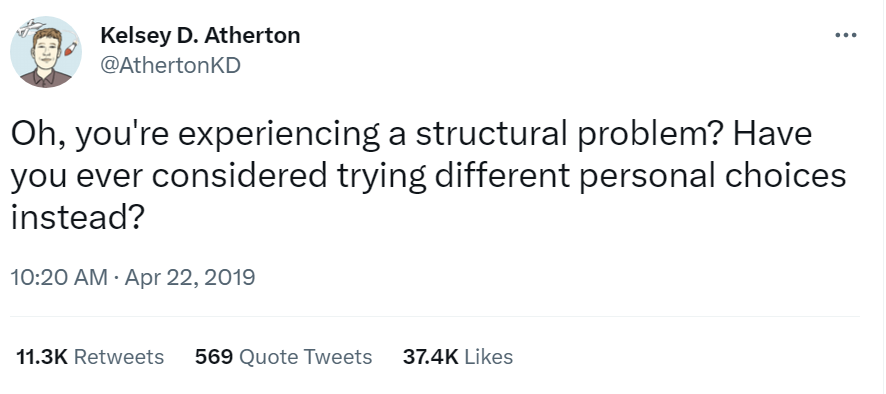 Kelsey D. Atherton
@AthertonKD
Oh, you're experiencing a structural problem? Have
you ever considered trying different personal choices
instead?
10:20 AM · Apr 22, 2019
11.3K Retweets 569 Quote Tweets 37.4K Likes